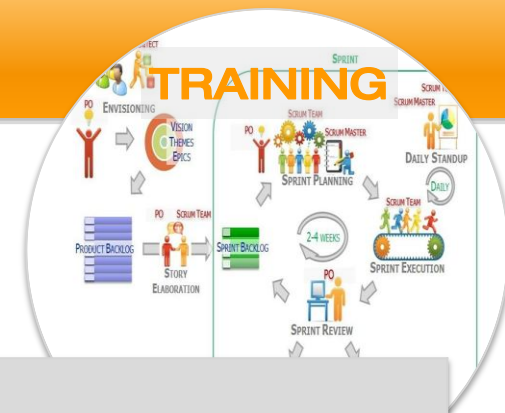 TRAINING
SPRINT
PO
ENVISIONING
VISION
THEMES
EPICS
PO
SCRUM TEAM
SCRUM MASTER
SPRINT PLANNING
SCRUM MASTER
DAILY STANDUP
DAILY
SCRUM TEAM
SPRINT EXECUTION
PRODUCT BACKLOG
PO SCRUM TEAM
STORY
ELABORATION
SPRINT BACKLOG
2-4 WEEKS
PO
SPRINT REVIEW